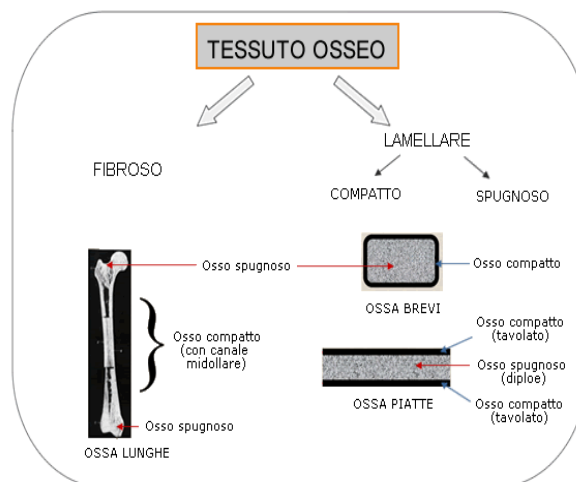 TESSUTO OSSEO
FIBROSO
LAMELLARE
COMPATTO
SPUGNOSO
Osso spugnoso
Osso compatto
(con canale
midollare)
Osso spugnoso
OSSA LUNGHE
Osso compatto
OSSA BREVI
Osso compatto
(tavolato)
Osso spugnoso
(diploe)
Osso compatto
(tavolato)
OSSA PIATTE